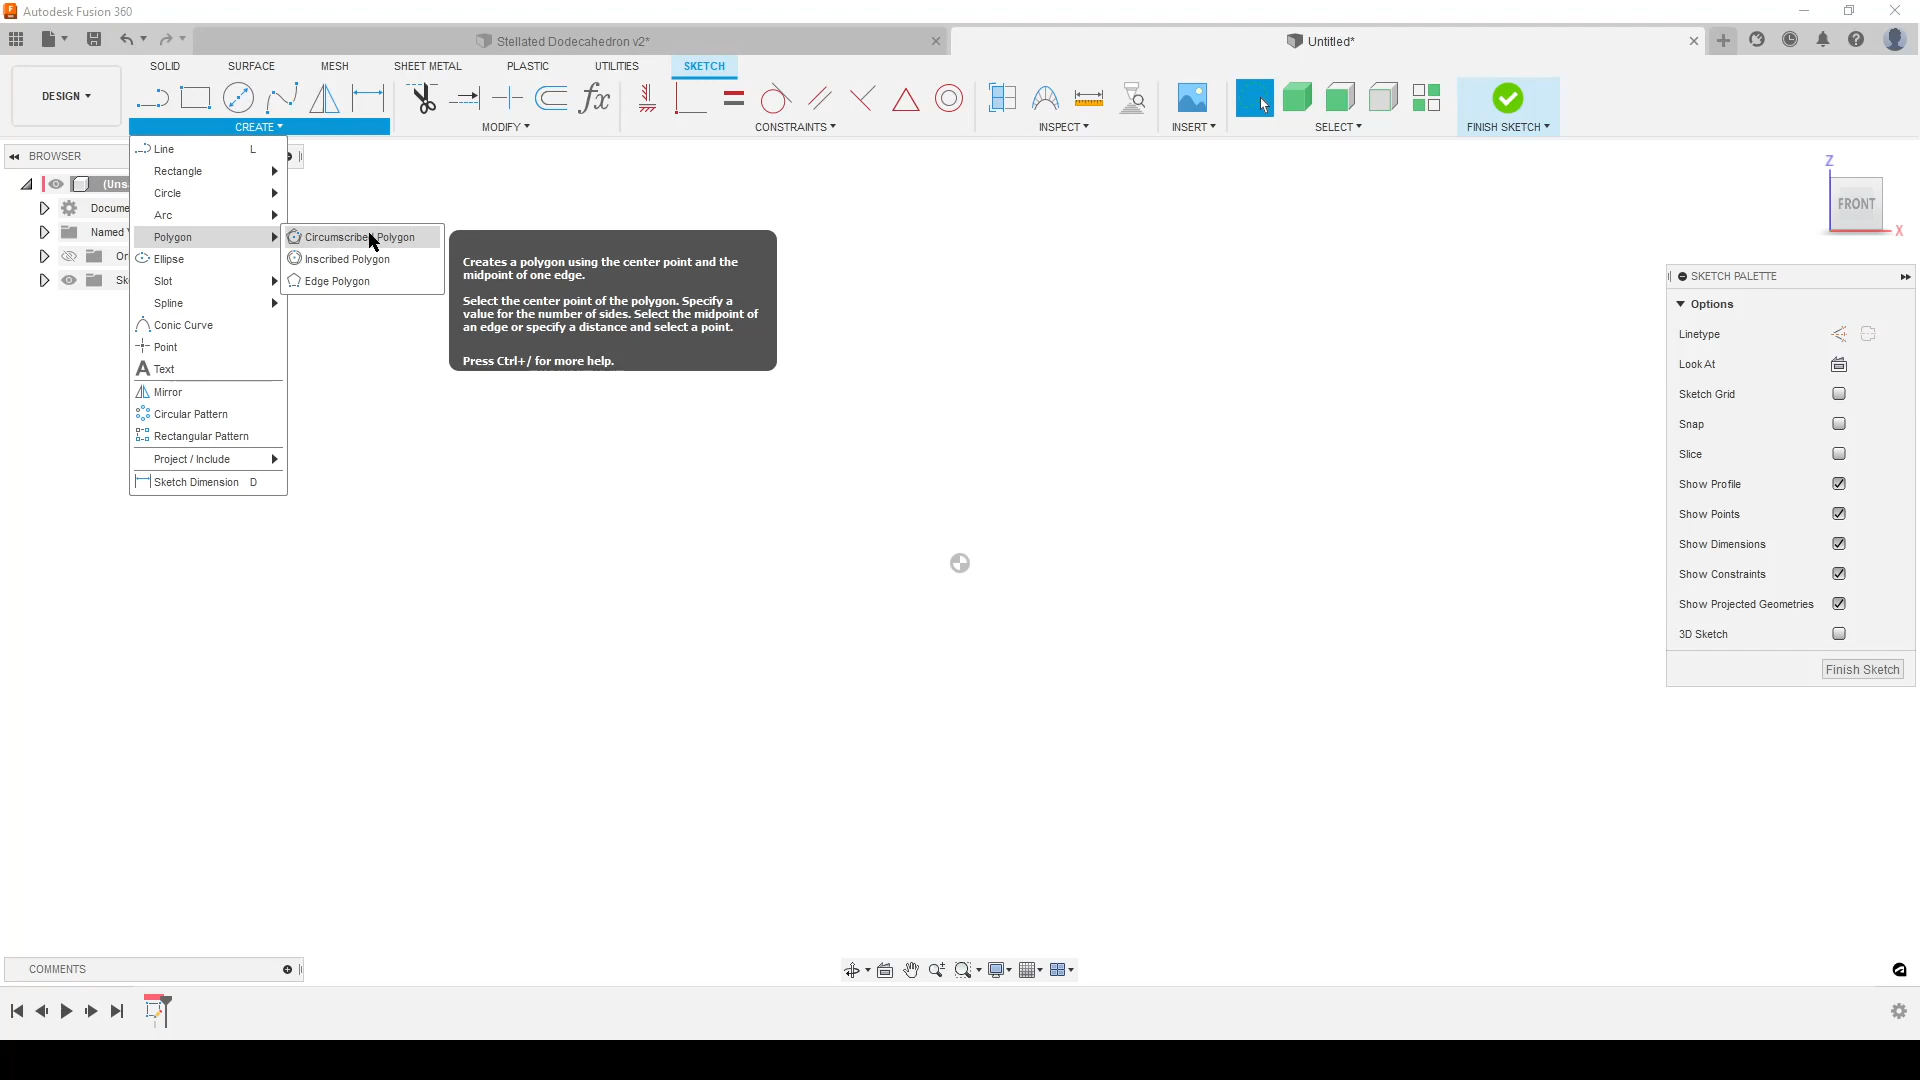 Autodesk Fusion 360
Stellated Dodecahedron v2*
Untitled*
SOLID
SURFACE
MESH
SHEET METAL
PLASTIC
UTILITIES
SKETCH
DESIGN
CREATE
MODIFY
CONSTRAINTS
INSPECT
INSERT
SELECT
FINISH SKETCH
fx
BROWSER
(Uns
Docume
Named
Or
Sk
Line L
Rectangle
Circle
Arc
Polygon
Ellipse
Slot
Spline
Conic Curve
Point
Text
Mirror
Circular Pattern
Rectangular Pattern
Project / Include
Sketch Dimension D
Circumscribed Polygon
Inscribed Polygon
Edge Polygon
Creates a polygon using the center point and the
midpoint of one edge.
Select the center point of the polygon. Specify a
value for the number of sides. Select the midpoint of
an edge or specify a distance and select a point.
Press Ctrl+/ for more help.
Z
FRONT
X
SKETCH PALETTE
Options
Linetype
Look At
Sketch Grid
Snap
Slice
Show Profile
Show Points
Show Dimensions
Show Constraints
Show Projected Geometries
3D Sketch
Finish Sketch
COMMENTS